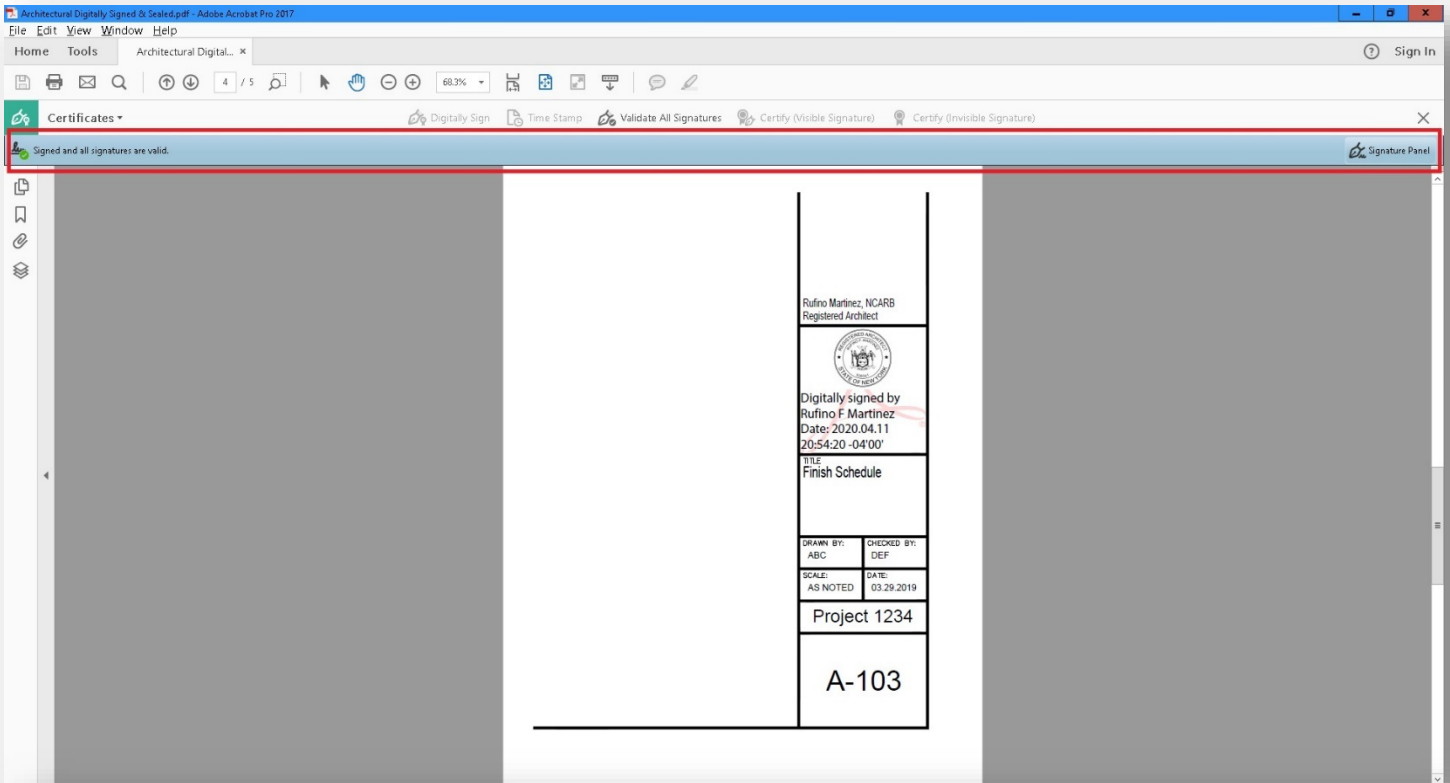 Architectural Digitally Signed & Sealed.pdf - Adobe Acrobat Pro 2017
File Edit View Window Help
Home Tools Architectural Digital... × Sign In
4 / 5 68.3%
Certificates Digitally Sign Time Stamp Validate All Signatures Certify (Visible Signature) Certify (Invisible Signature)
Signed and all signatures are valid. Signature Panel
Rufino Martinez, NCARB
Registered Architect
REGISTERED ARCHITECT
STATE OF NEW YORK
Digitally signed by
Rufino F Martinez
Date: 2020.04.11
20:54:20 -04'00'
TITLE
Finish Schedule
DRAWN BY: CHECKED BY:
ABC DEF
SCALE: DATE:
AS NOTED 03.29.2019
Project 1234
A-103